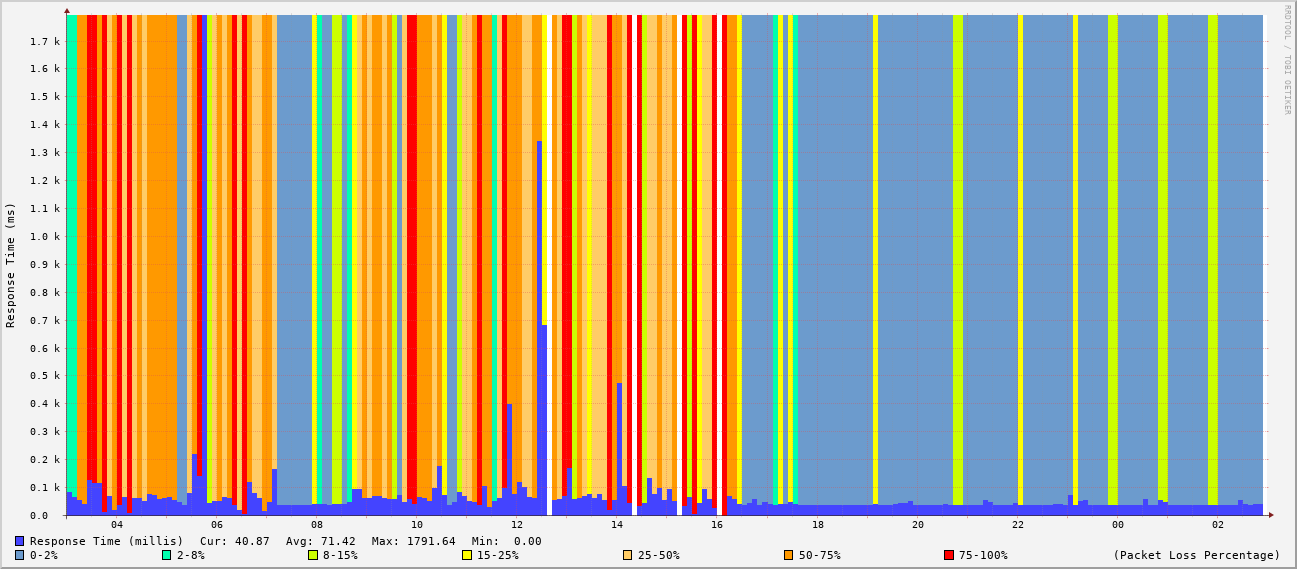 RRDTOOL / TOBI OETIKER
Response Time (ms)
1.7 k
1.6 k
1.5 k
1.4 k
1.3 k
1.2 k
1.1 k
1.0 k
0.9 k
0.8 k
0.7 k
0.6 k
0.5 k
0.4 k
0.3 k
0.2 k
0.1 k
0.0
04 06 08 10 12 14 16 18 20 22 00 02
Response Time (millis) Cur: 40.87 Avg: 71.42 Max: 1791.64 Min: 0.00
0-2% 2-8% 8-15% 15-25% 25-50% 50-75% 75-100% (Packet Loss Percentage)